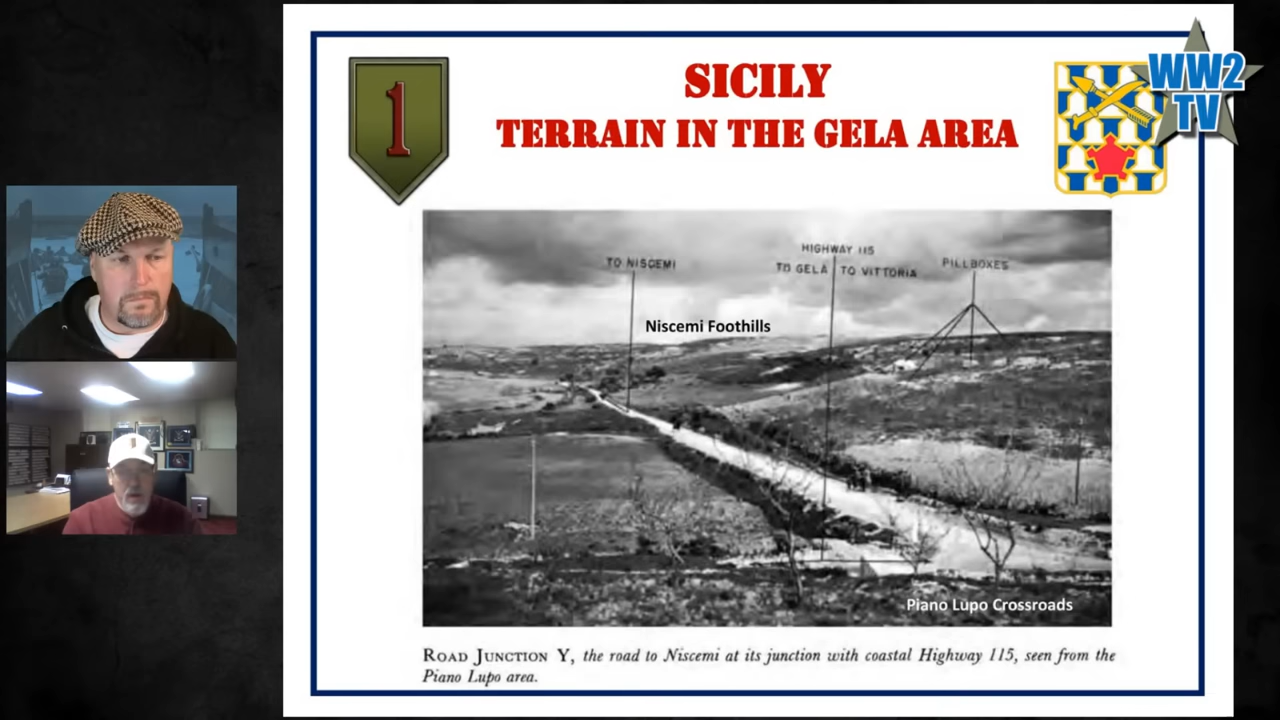 1
SICILY
TERRAIN IN THE GELA AREA
WW2
TV
TO NISCEMI
HIGHWAY 115
TO GELA TO VITTORIA
PILLBOXES
Niscemi Foothills
Piano Lupo Crossroads
ROAD JUNCTION Y, the road to Niscemi at its junction with coastal Highway 115, seen from the
Piano Lupo area.